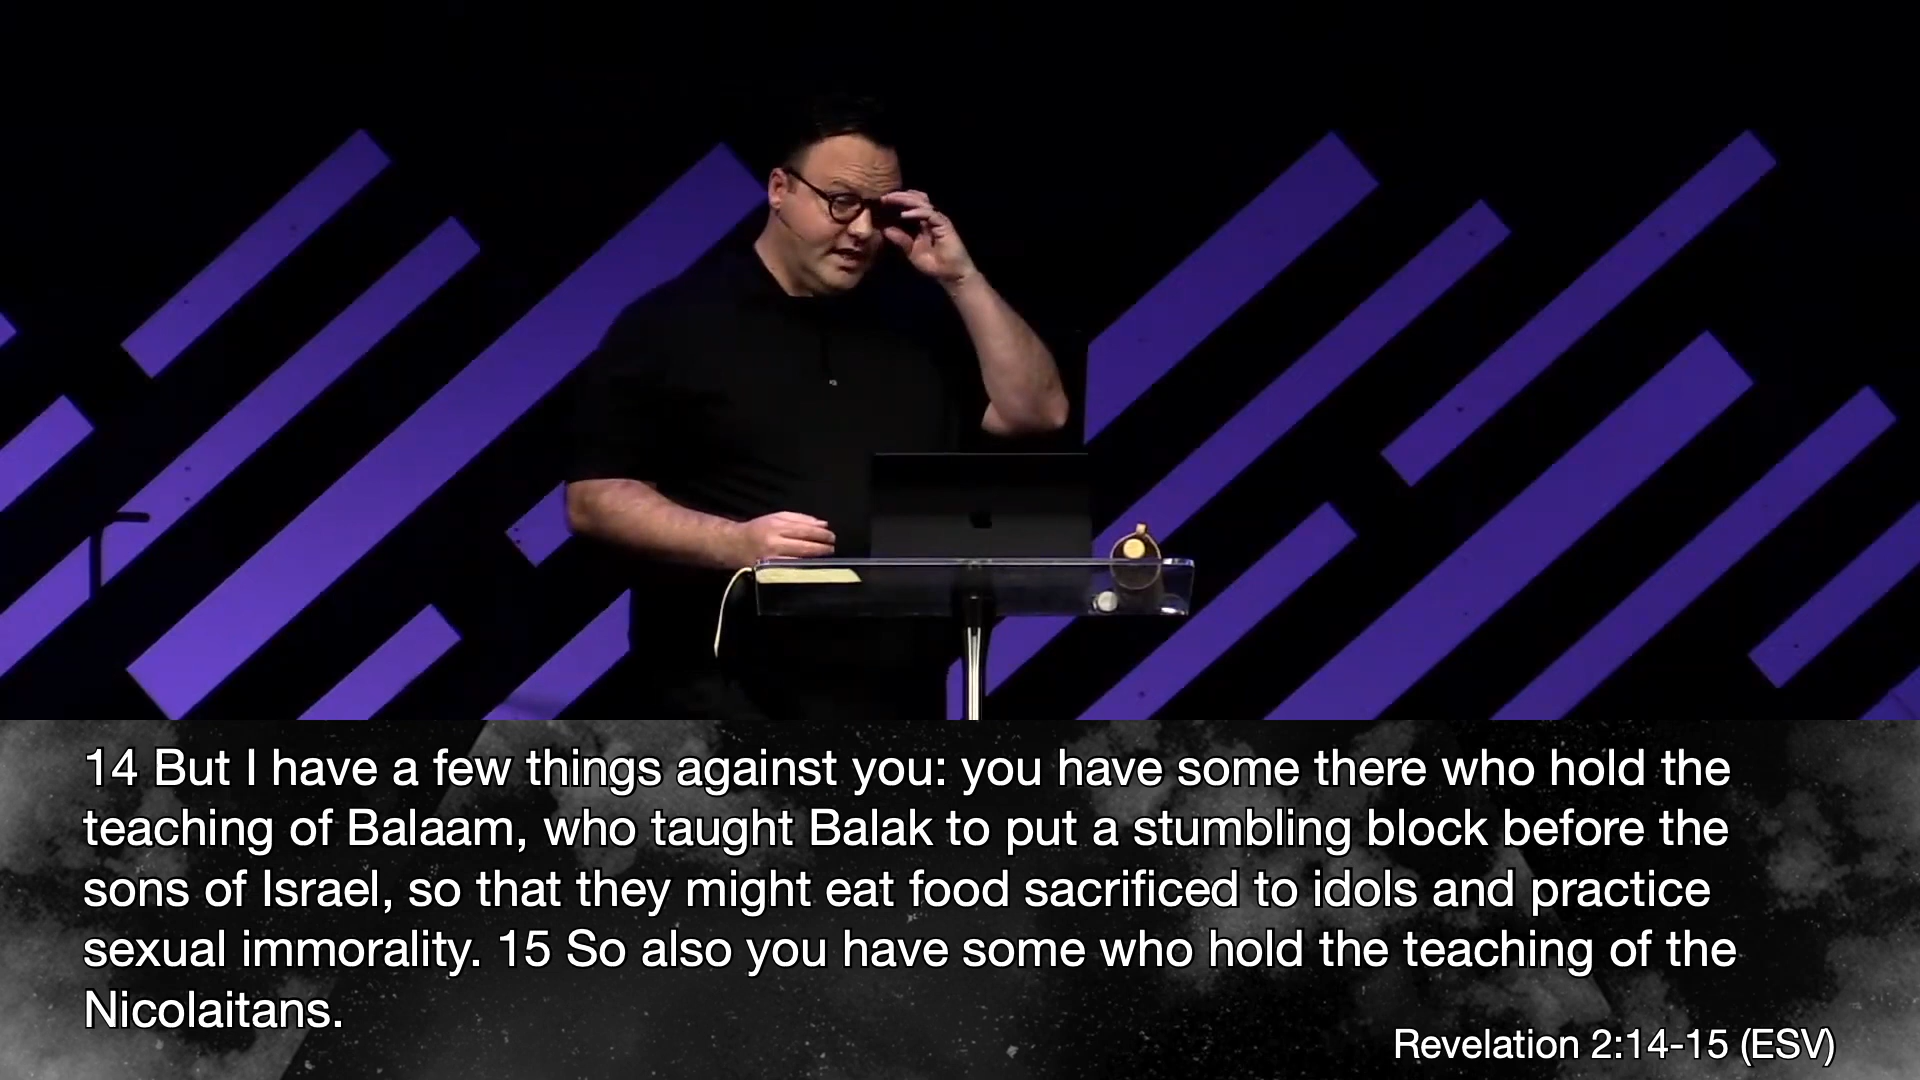 14 But I have a few things against you: you have some there who hold the
teaching of Balaam, who taught Balak to put a stumbling block before the
sons of Israel, so that they might eat food sacrificed to idols and practice
sexual immorality. 15 So also you have some who hold the teaching of the
Nicolaitans.
Revelation 2:14-15 (ESV)